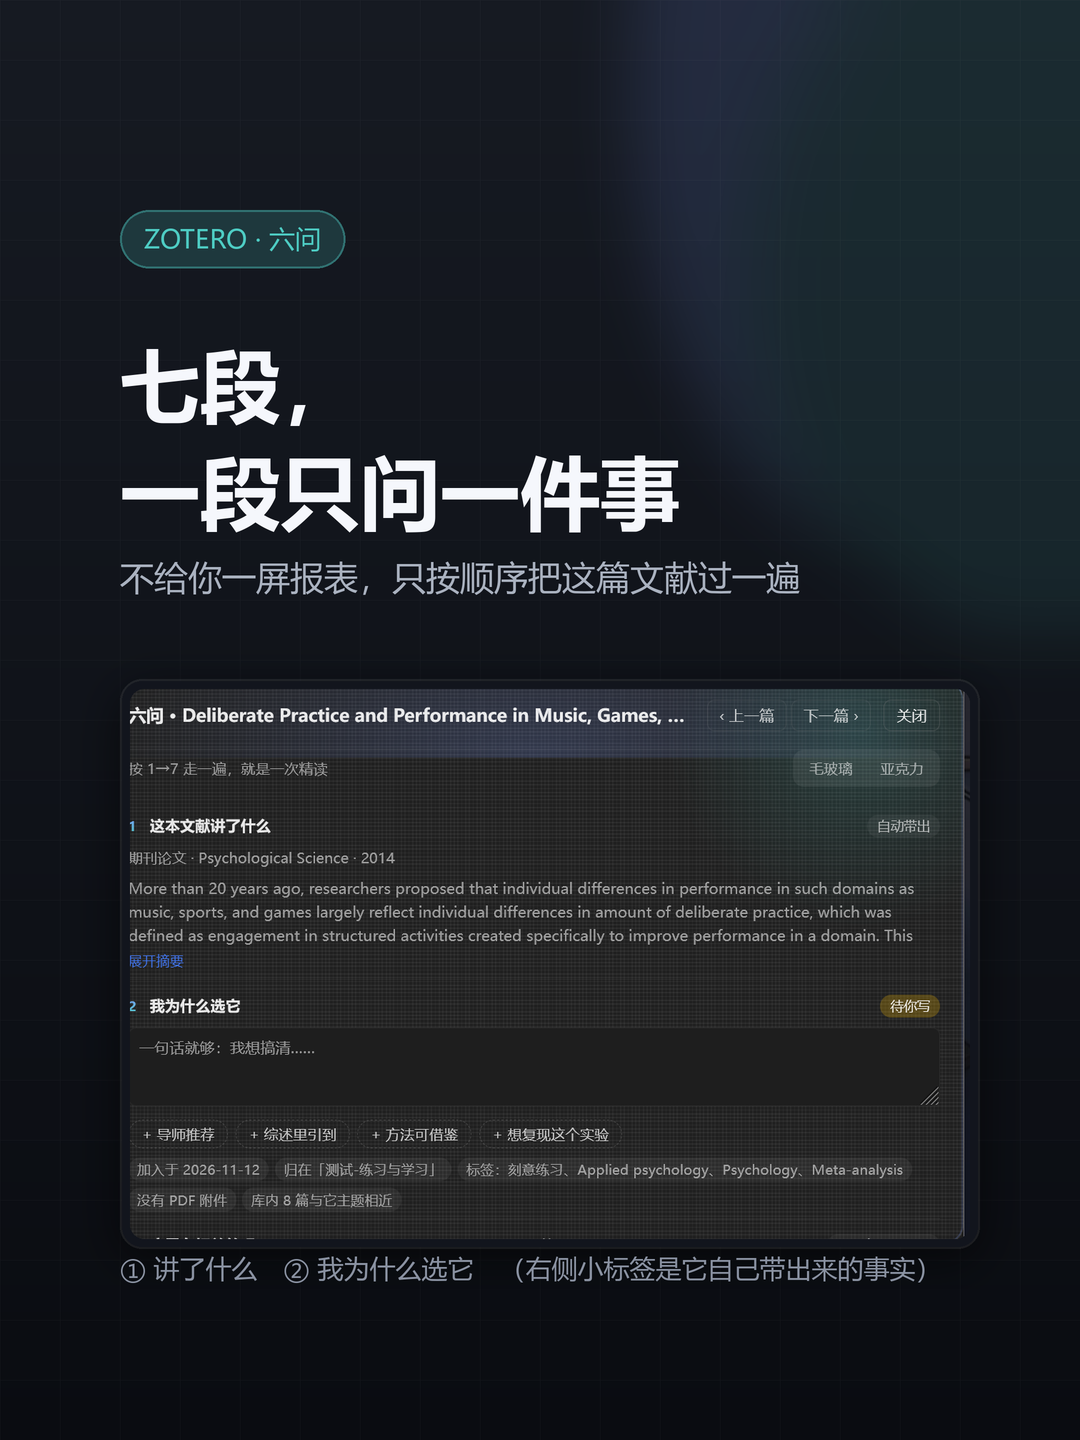 ZOTERO · 六问
七段，
一段只问一件事
不给你一屏报表，只按顺序把这篇文献过一遍
六问 • Deliberate Practice and Performance in Music, Games, ...
‹ 上一篇 下一篇 › 关闭
按 1→7 走一遍，就是一次精读
毛玻璃 亚克力
1 这本文献讲了什么
自动带出
期刊论文 · Psychological Science · 2014
More than 20 years ago, researchers proposed that individual differences in performance in such domains as
music, sports, and games largely reflect individual differences in amount of deliberate practice, which was
defined as engagement in structured activities created specifically to improve performance in a domain. This
展开摘要
2 我为什么选它
待你写
一句话就够：我想搞清......
+ 导师推荐 + 综述里引到 + 方法可借鉴 + 想复现这个实验
加入于 2026-11-12 归在「测试-练习与学习」 标签：刻意练习、Applied psychology、Psychology、Meta-analysis
没有 PDF 附件 库内 8 篇与它主题相近
① 讲了什么 ② 我为什么选它 （右侧小标签是它自己带出来的事实）